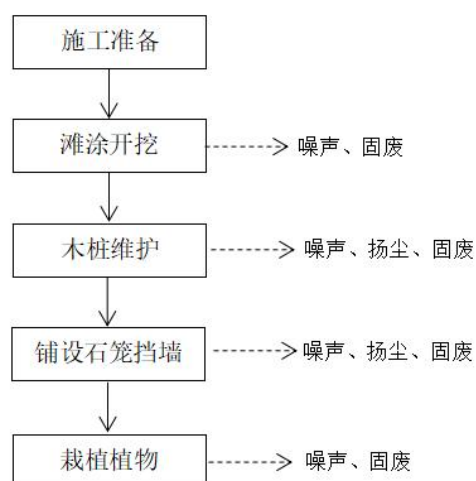 施工准备
滩涂开挖
噪声、固废
木桩维护
噪声、扬尘、固废
铺设石笼挡墙
噪声、扬尘、固废
栽植植物
噪声、固废